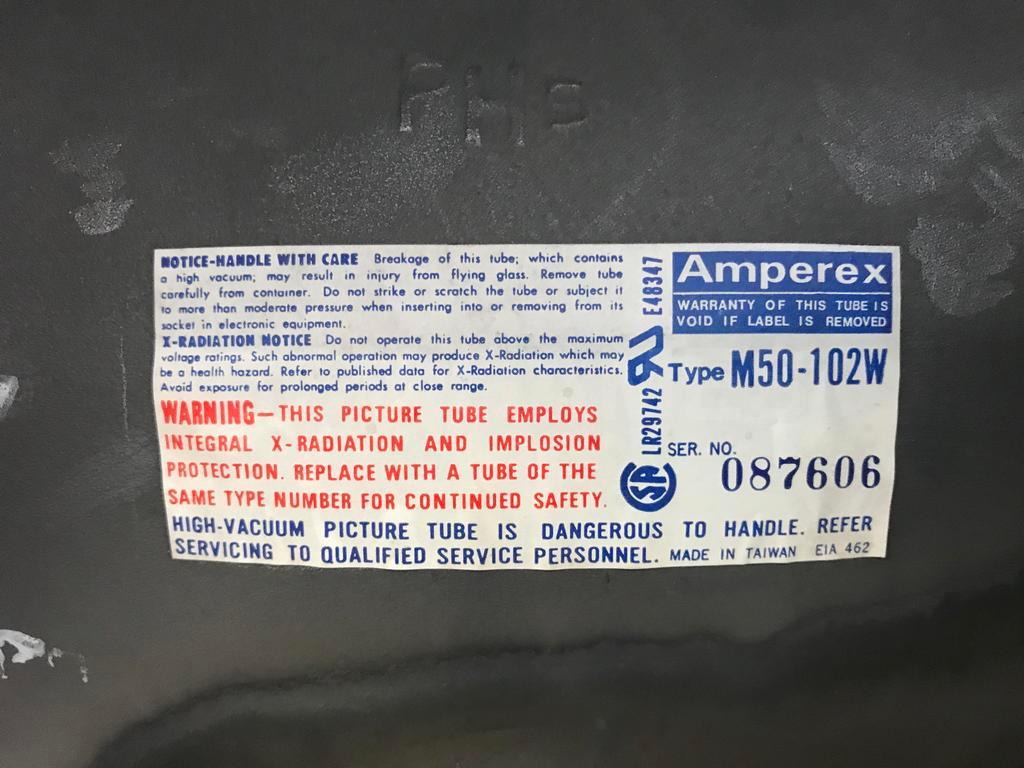 PH
NOTICE-HANDLE WITH CARE Breakage of this tube; which contains
a high vacuum; may result in injury from flying glass. Remove tube
carefully from container. Do not strike or scratch the tube or subject it
to more than moderate pressure when inserting into or removing from its
socket in electronic equipment.
X-RADIATION NOTICE Do not operate this tube above the maximum
voltage ratings. Such abnormal operation may produce X-Radiation which may
be a health hazard. Refer to published data for X-Radiation characteristics.
Avoid exposure for prolonged periods at close range.
WARNING—THIS PICTURE TUBE EMPLOYS
INTEGRAL X-RADIATION AND IMPLOSION
PROTECTION. REPLACE WITH A TUBE OF THE
SAME TYPE NUMBER FOR CONTINUED SAFETY.
LR29742 E48347
SA
Amperex
WARRANTY OF THIS TUBE IS
VOID IF LABEL IS REMOVED
Type M50-102W
SER. NO. 087606
HIGH-VACUUM PICTURE TUBE IS DANGEROUS TO HANDLE. REFER
SERVICING TO QUALIFIED SERVICE PERSONNEL. MADE IN TAIWAN EIA 462